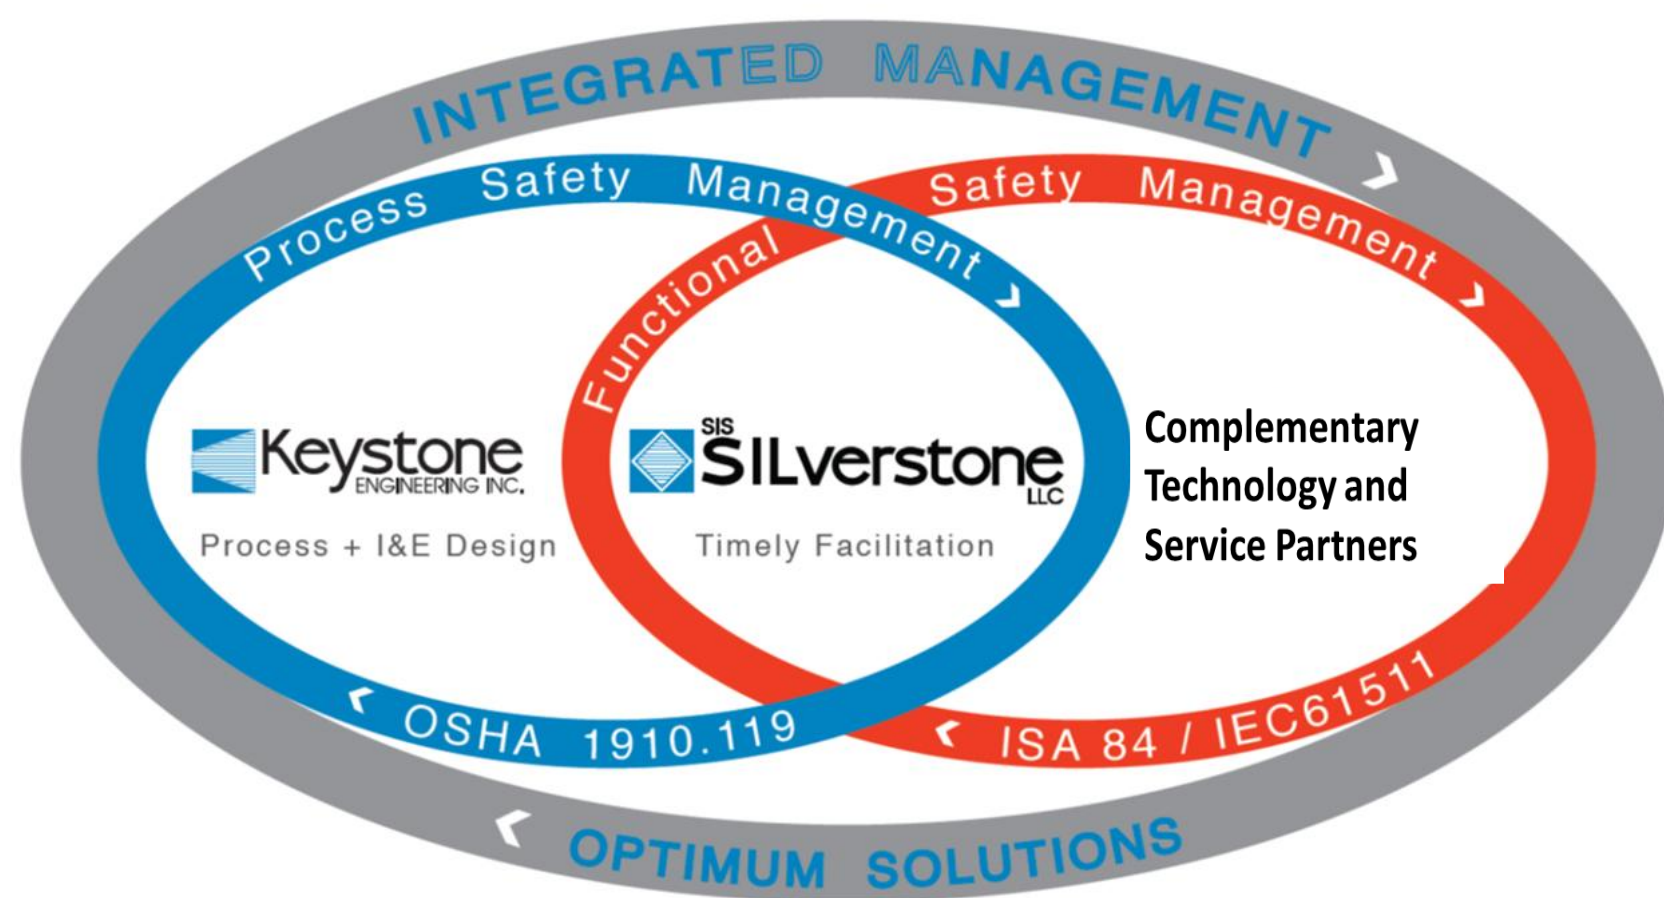 INTEGRATED MANAGEMENT
Process Safety Management
Functional Safety Management
Keystone
ENGINEERING INC.
Process + I&E Design
SIS
SILverstone
LLC
Timely Facilitation
Complementary
Technology and
Service Partners
OSHA 1910.119
ISA 84 / IEC61511
OPTIMUM SOLUTIONS